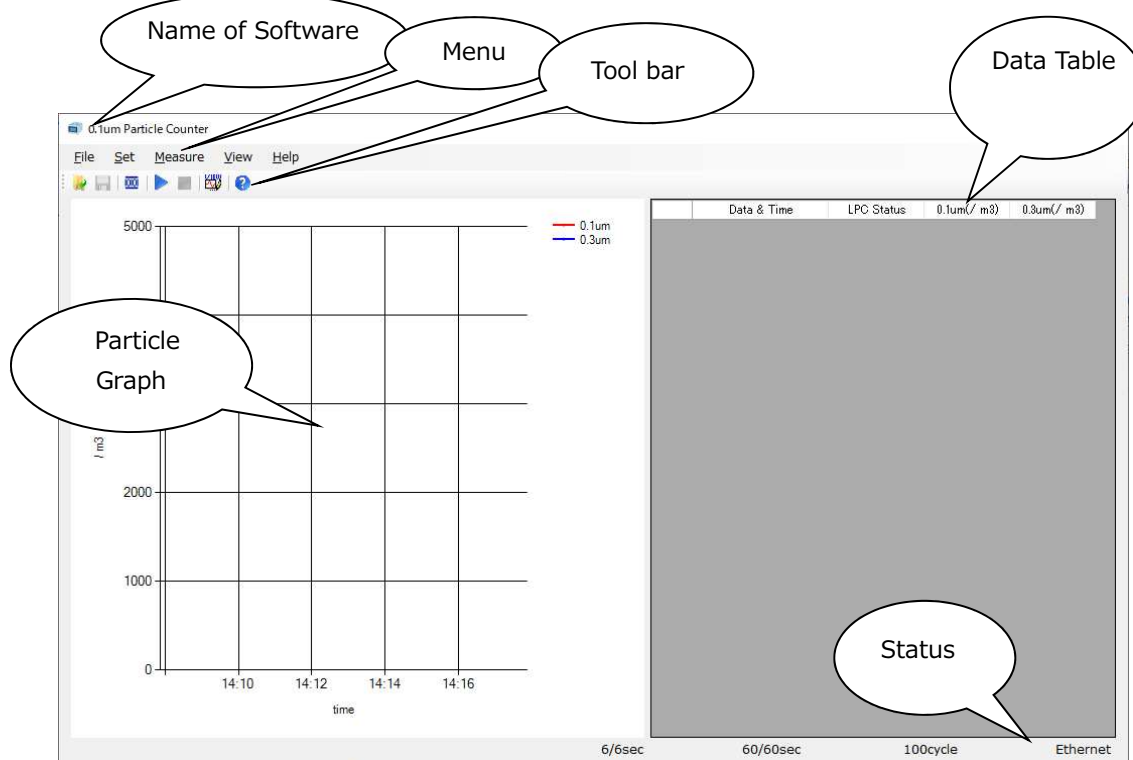 Name of Software
Menu
Tool bar
Data Table
0.1um Particle Counter
File Set Measure View Help
Data & Time LPC Status 0.1um(/ m3) 0.3um(/ m3)
5000
0.1um
0.3um
Particle
Graph
/ m3
2000
1000
0
14:10 14:12 14:14 14:16
time
Status
6/6sec 60/60sec 100cycle Ethernet